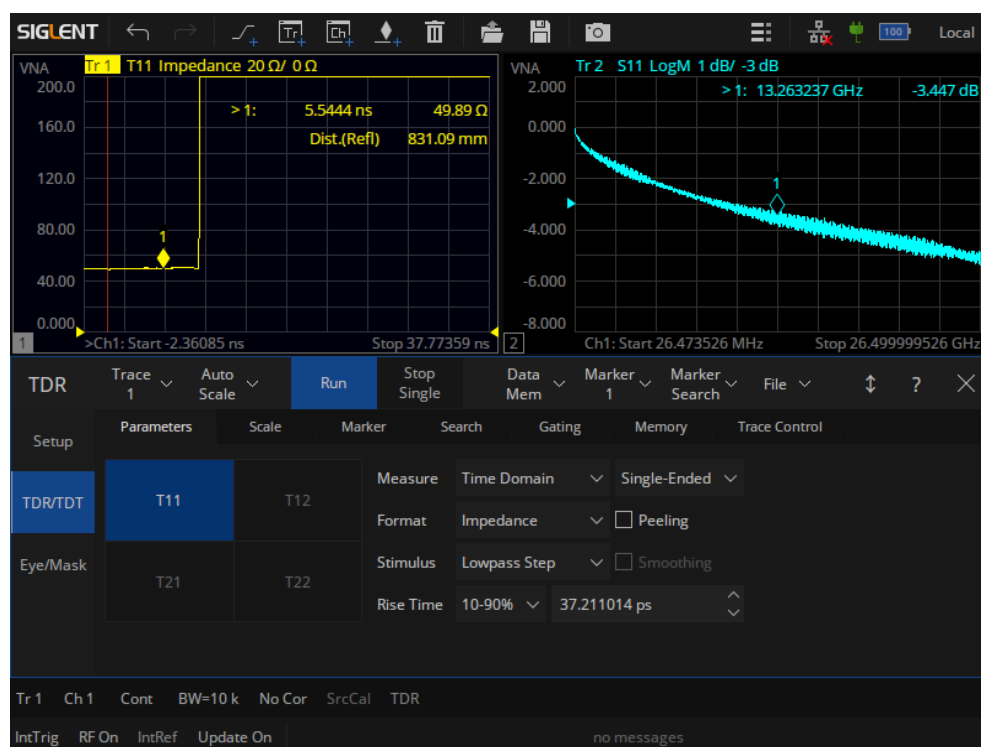 SIGLENT Tr Ch 100 Local
VNA Tr 1 T11 Impedance 20 Ω/ 0 Ω
200.0
>1: 5.5444 ns 49.89 Ω
Dist.(Refl) 831.09 mm
160.0
120.0
80.00
1
40.00
0.000
1 >Ch1: Start -2.36085 ns Stop 37.77359 ns
VNA Tr 2 S11 LogM 1 dB/ -3 dB
2.000
>1: 13.263237 GHz -3.447 dB
0.000
-2.000
1
-4.000
-6.000
-8.000
2 Ch1: Start 26.473526 MHz Stop 26.499999526 GHz
TDR Trace 1 Auto Scale Run Stop Single Data Mem Marker 1 Marker Search File ?
Setup
TDR/TDT
Eye/Mask
Parameters Scale Marker Search Gating Memory Trace Control
T11 T12
T21 T22
Measure Time Domain Single-Ended
Format Impedance Peeling
Stimulus Lowpass Step Smoothing
Rise Time 10-90% 37.211014 ps
Tr 1 Ch 1 Cont BW=10 k No Cor SrcCal TDR
IntTrig RF On IntRef Update On no messages